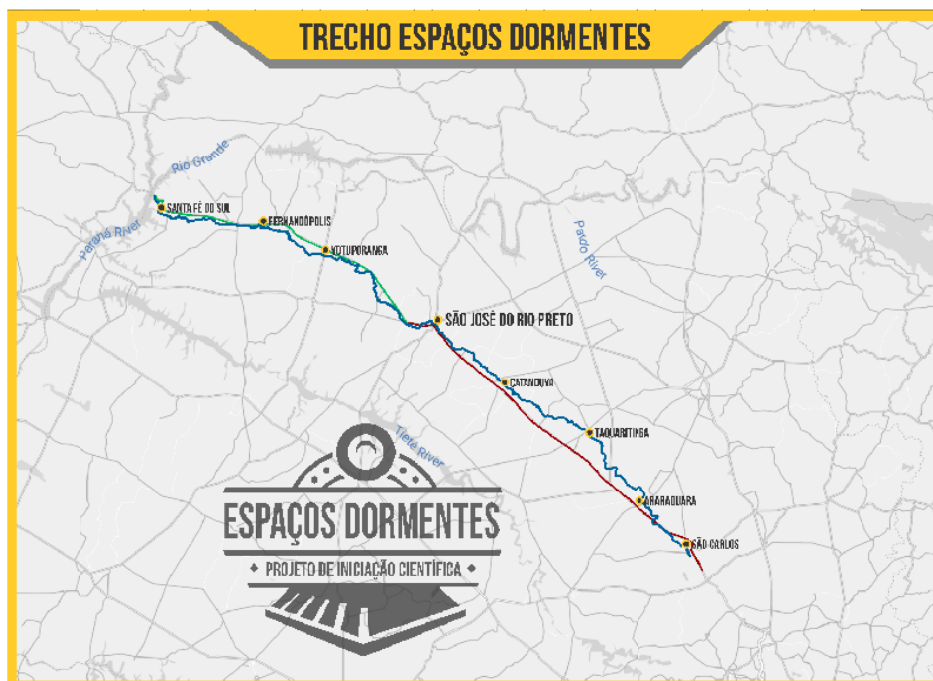 TRECHO ESPAÇOS DORMENTES
Rio Grande
SANTA FÉ DO SUL
FERNANDÓPOLIS
Paraná River
VOTUPORANGA
Pardo River
SÃO JOSÉ DO RIO PRETO
CATANDUVA
TAQUARITINGA
Tietê River
ARARAQUARA
SÃO CARLOS
ESPAÇOS DORMENTES
PROJETO DE INICIAÇÃO CIENTÍFICA